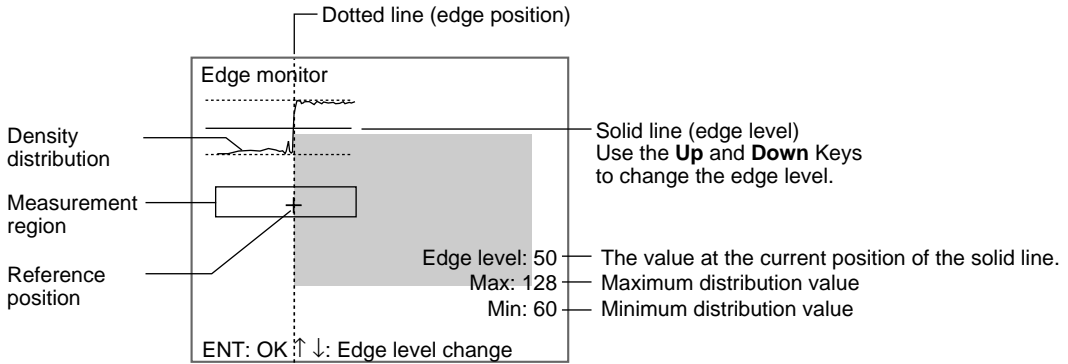 Dotted line (edge position)
Edge monitor
Density
distribution
Solid line (edge level)
Use the Up and Down Keys
to change the edge level.
Measurement
region
Reference
position
Edge level: 50
The value at the current position of the solid line.
Max: 128
Maximum distribution value
Min: 60
Minimum distribution value
ENT: OK ↑ ↓: Edge level change